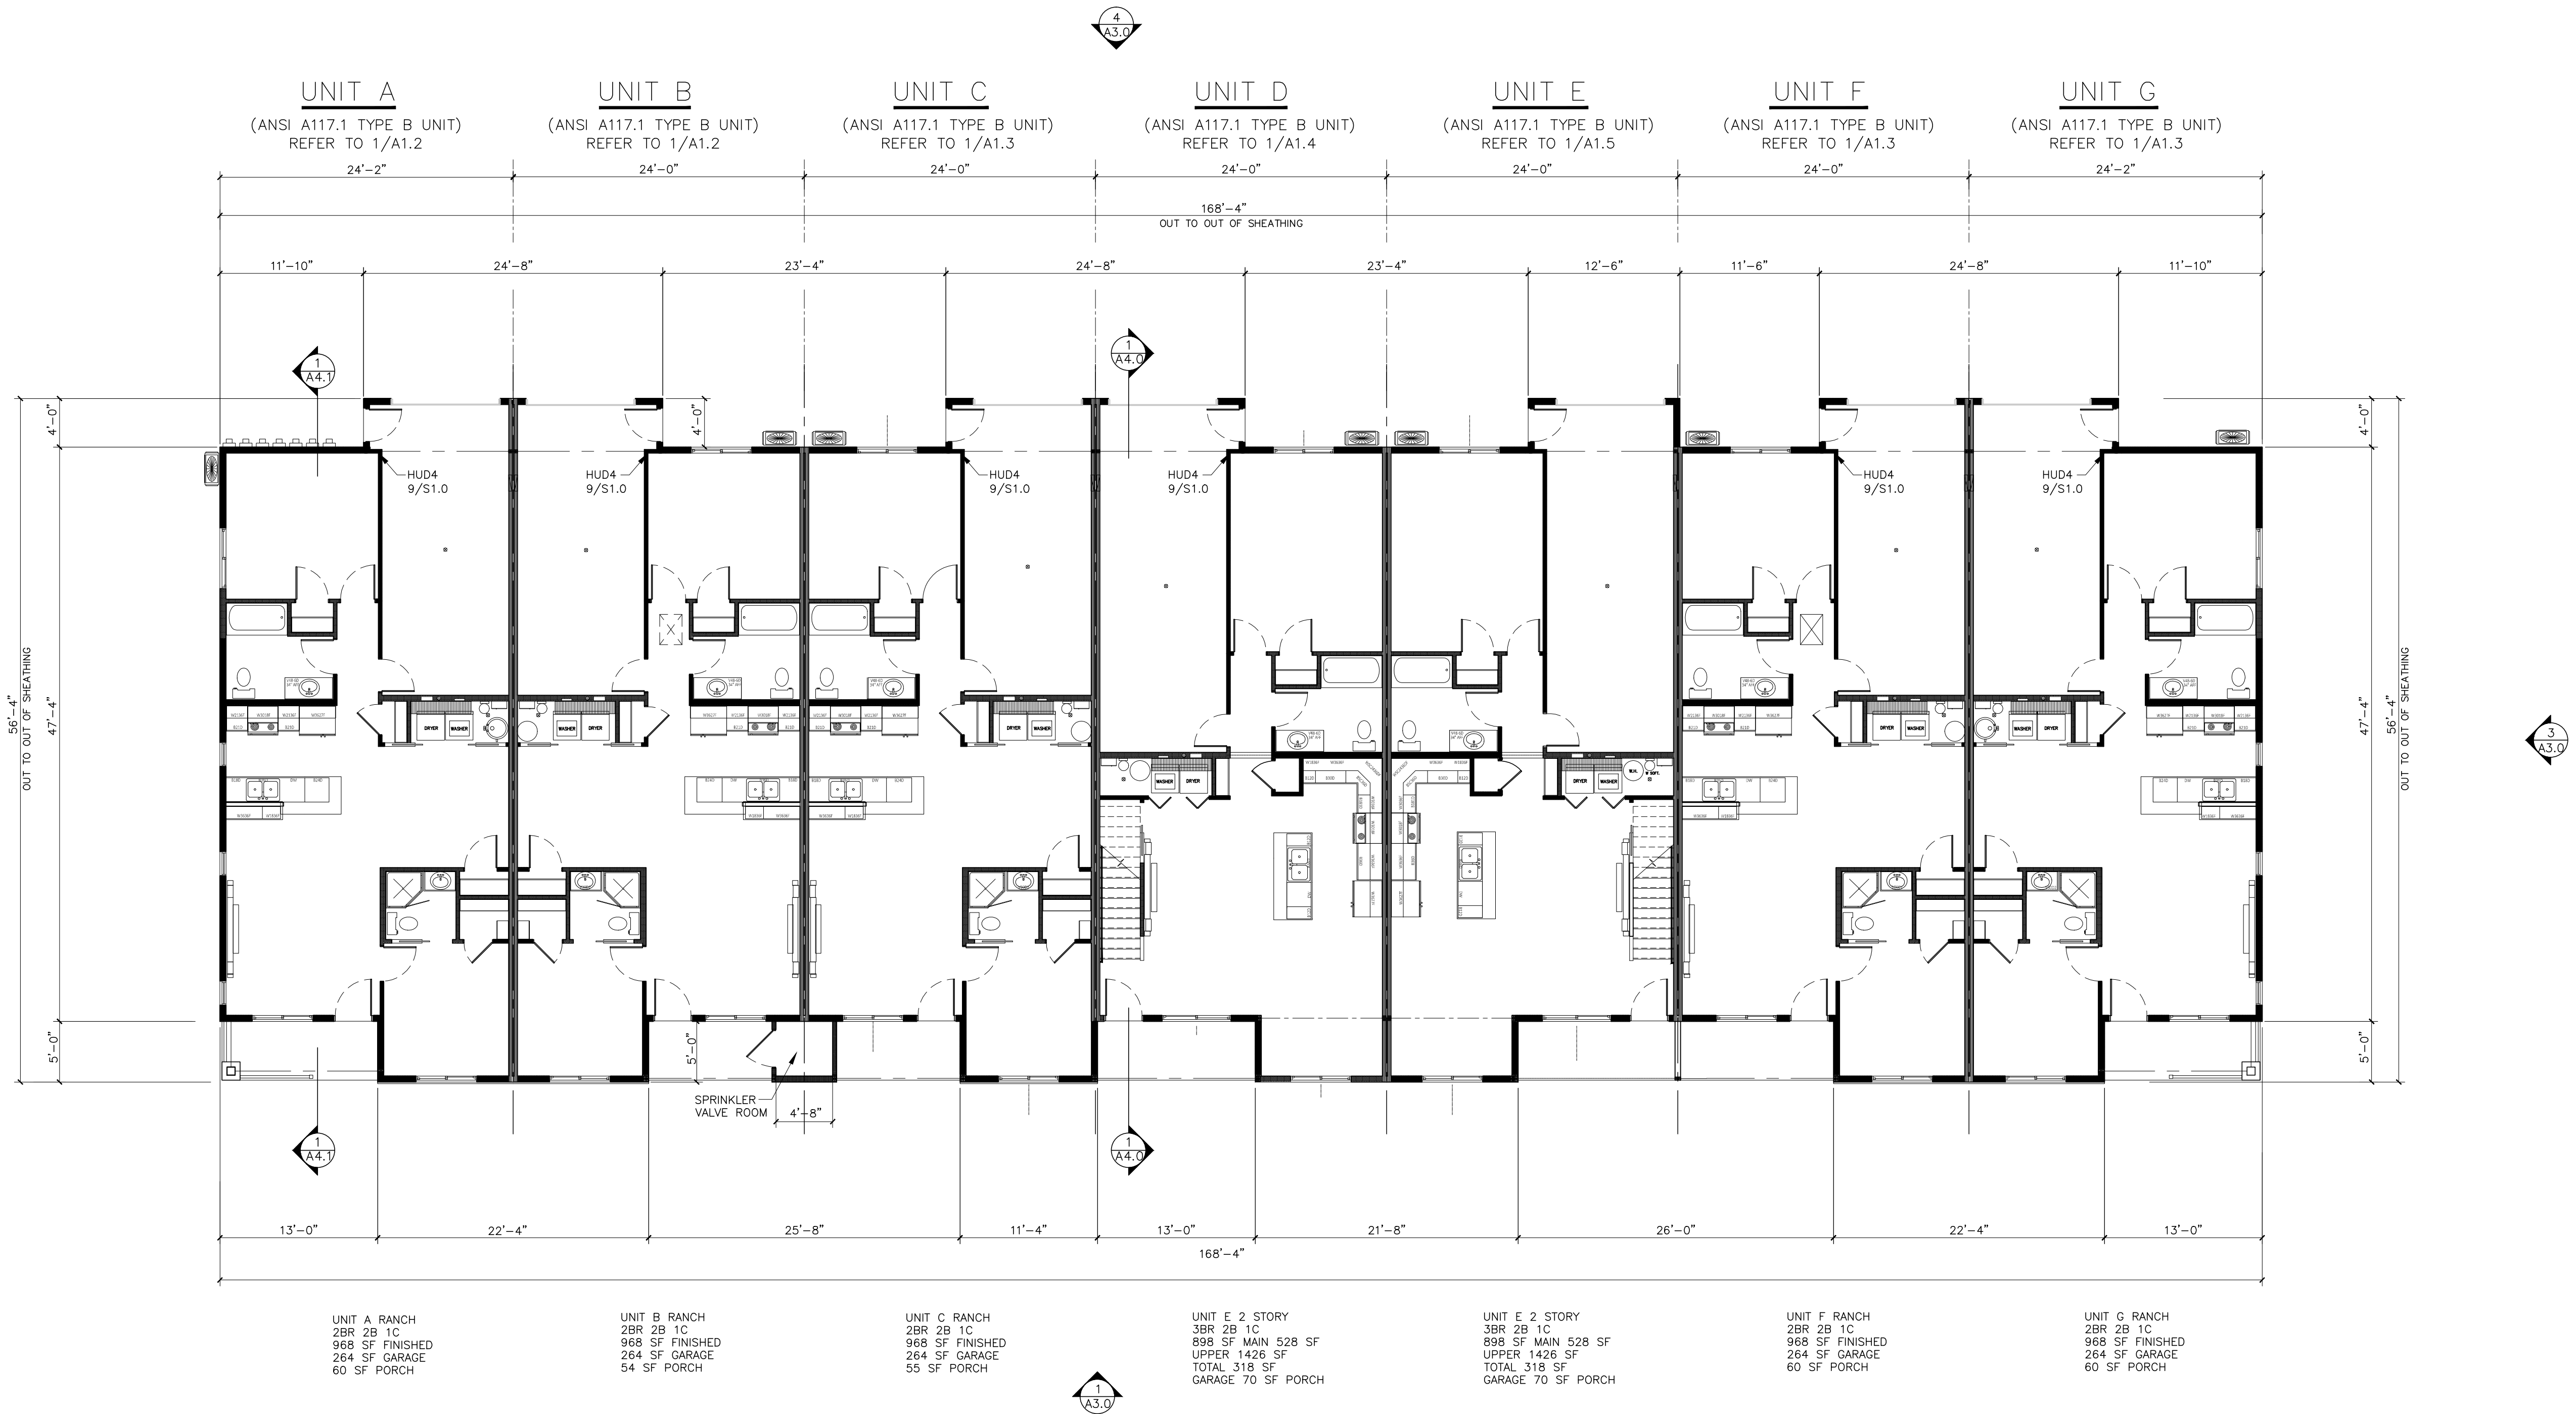 4
A3.0
UNIT A
UNIT B
UNIT C
UNIT D
UNIT E
UNIT F
UNIT G
(ANSI A117.1 TYPE B UNIT)
REFER TO 1/A1.2
(ANSI A117.1 TYPE B UNIT)
REFER TO 1/A1.2
(ANSI A117.1 TYPE B UNIT)
REFER TO 1/A1.3
(ANSI A117.1 TYPE B UNIT)
REFER TO 1/A1.4
(ANSI A117.1 TYPE B UNIT)
REFER TO 1/A1.5
(ANSI A117.1 TYPE B UNIT)
REFER TO 1/A1.3
(ANSI A117.1 TYPE B UNIT)
REFER TO 1/A1.3
24'-2"
24'-0"
24'-0"
24'-0"
24'-0"
24'-0"
24'-2"
168'-4"
OUT TO OUT OF SHEATHING
11'-10"
24'-8"
23'-4"
24'-8"
23'-4"
12'-6"
11'-6"
24'-8"
11'-10"
1
A4.1
1
A4.0
4'-0"
4'-0"
4'-0"
HUD4
9/S1.0
HUD4
9/S1.0
HUD4
9/S1.0
HUD4
9/S1.0
HUD4
9/S1.0
HUD4
9/S1.0
56'-4"
OUT TO OUT OF SHEATHING
47'-4"
47'-4"
56'-4"
OUT TO OUT OF SHEATHING
DRYER
WASHER
WASHER
DRYER
DRYER
WASHER
WASHER
DRYER
DRYER
WASHER
W.H.
W SOFT.
DRYER
WASHER
WASHER
DRYER
3
A3.0
5'-0"
5'-0"
5'-0"
SPRINKLER
VALVE ROOM
4'-8"
1
A4.1
1
A4.0
13'-0"
22'-4"
25'-8"
11'-4"
13'-0"
21'-8"
26'-0"
22'-4"
13'-0"
168'-4"
UNIT A RANCH
2BR 2B 1C
968 SF FINISHED
264 SF GARAGE
60 SF PORCH
UNIT B RANCH
2BR 2B 1C
968 SF FINISHED
264 SF GARAGE
54 SF PORCH
UNIT C RANCH
2BR 2B 1C
968 SF FINISHED
264 SF GARAGE
55 SF PORCH
UNIT E 2 STORY
3BR 2B 1C
898 SF MAIN 528 SF
UPPER 1426 SF
TOTAL 318 SF
GARAGE 70 SF PORCH
UNIT E 2 STORY
3BR 2B 1C
898 SF MAIN 528 SF
UPPER 1426 SF
TOTAL 318 SF
GARAGE 70 SF PORCH
UNIT F RANCH
2BR 2B 1C
968 SF FINISHED
264 SF GARAGE
60 SF PORCH
UNIT G RANCH
2BR 2B 1C
968 SF FINISHED
264 SF GARAGE
60 SF PORCH
1
A3.0